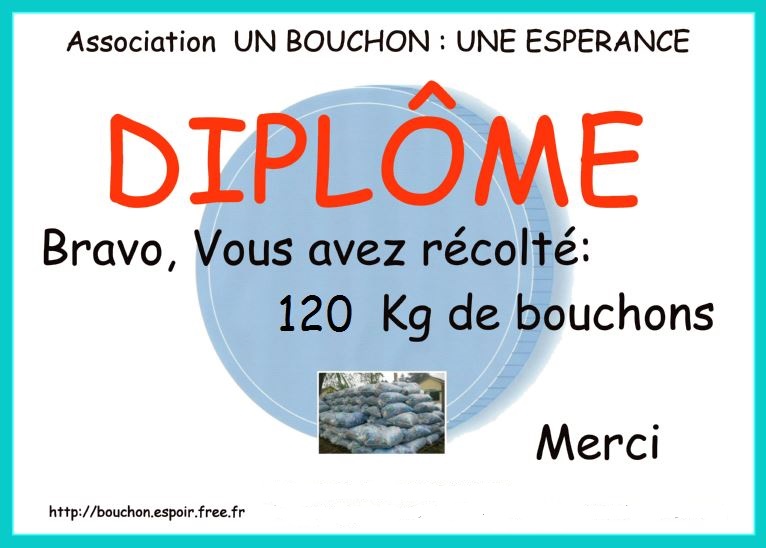 Association UN BOUCHON : UNE ESPERANCE
DIPLÔME
Bravo, Vous avez récolté:
120 Kg de bouchons
Merci
http://bouchon.espoir.free.fr